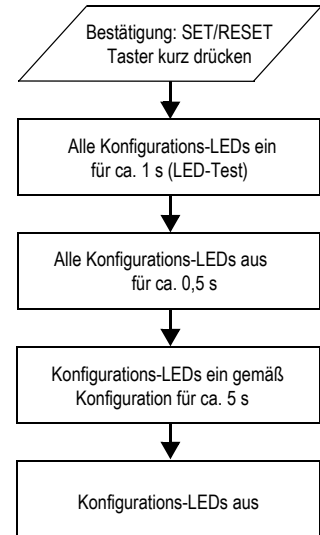 Bestätigung: SET/RESET
Taster kurz drücken
Alle Konfigurations-LEDs ein
für ca. 1 s (LED-Test)
Alle Konfigurations-LEDs aus
für ca. 0,5 s
Konfigurations-LEDs ein gemäß
Konfiguration für ca. 5 s
Konfigurations-LEDs aus